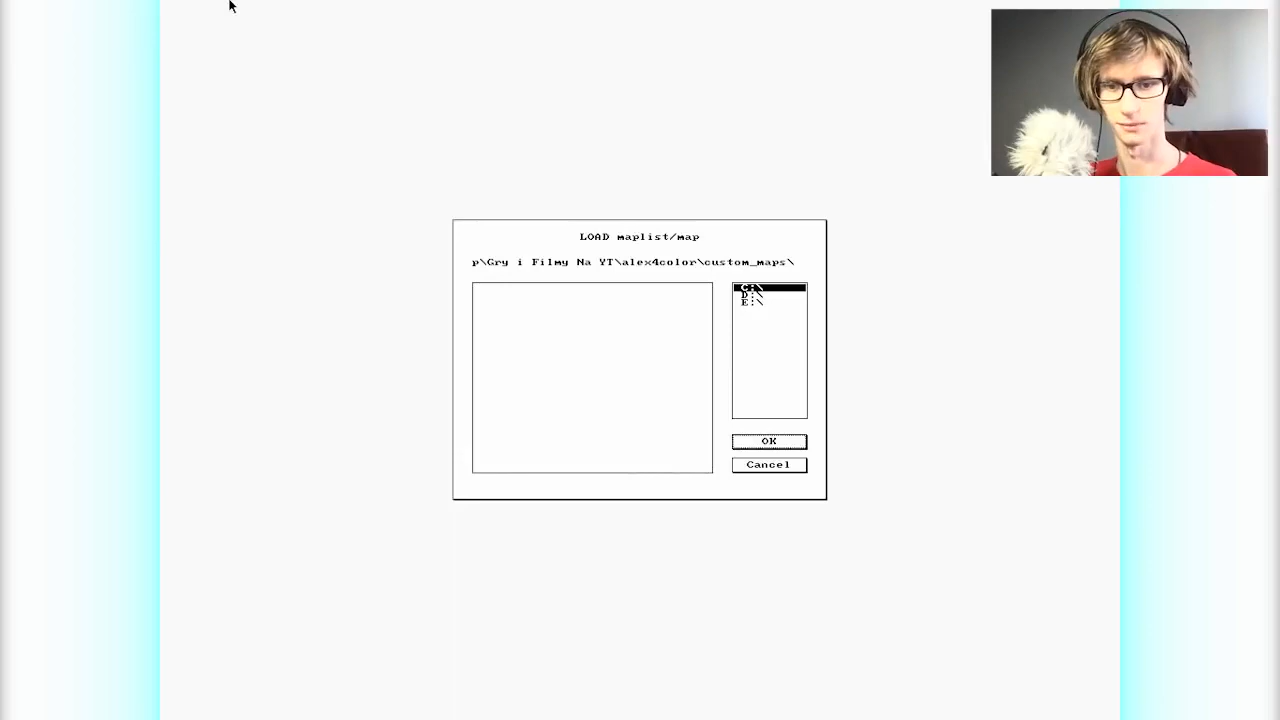 LOAD maplist/map
p\Gry i Filmy Na YT\alex4color\custom_maps\
C:\
D:\
E:\
OK
Cancel